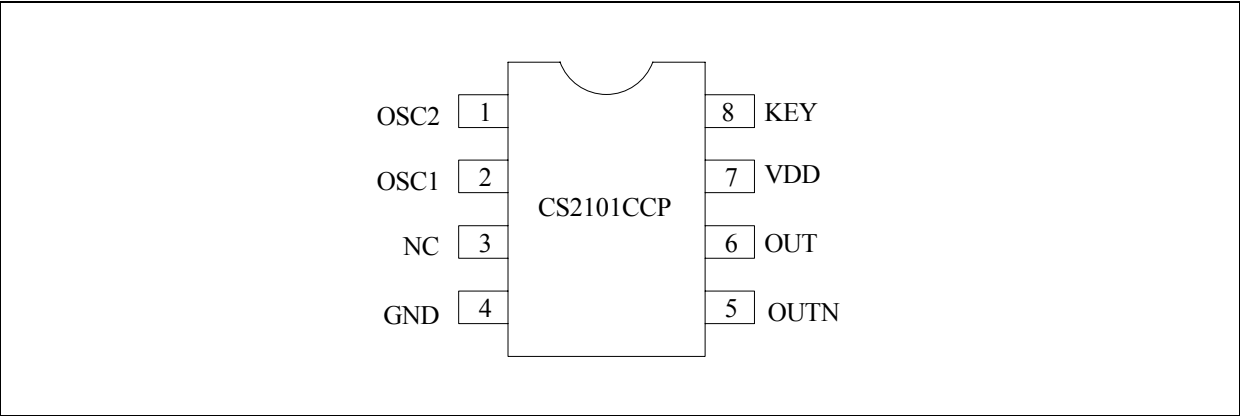 OSC2 1 8 KEY
OSC1 2 7 VDD
CS2101CCP
NC 3 6 OUT
GND 4 5 OUTN